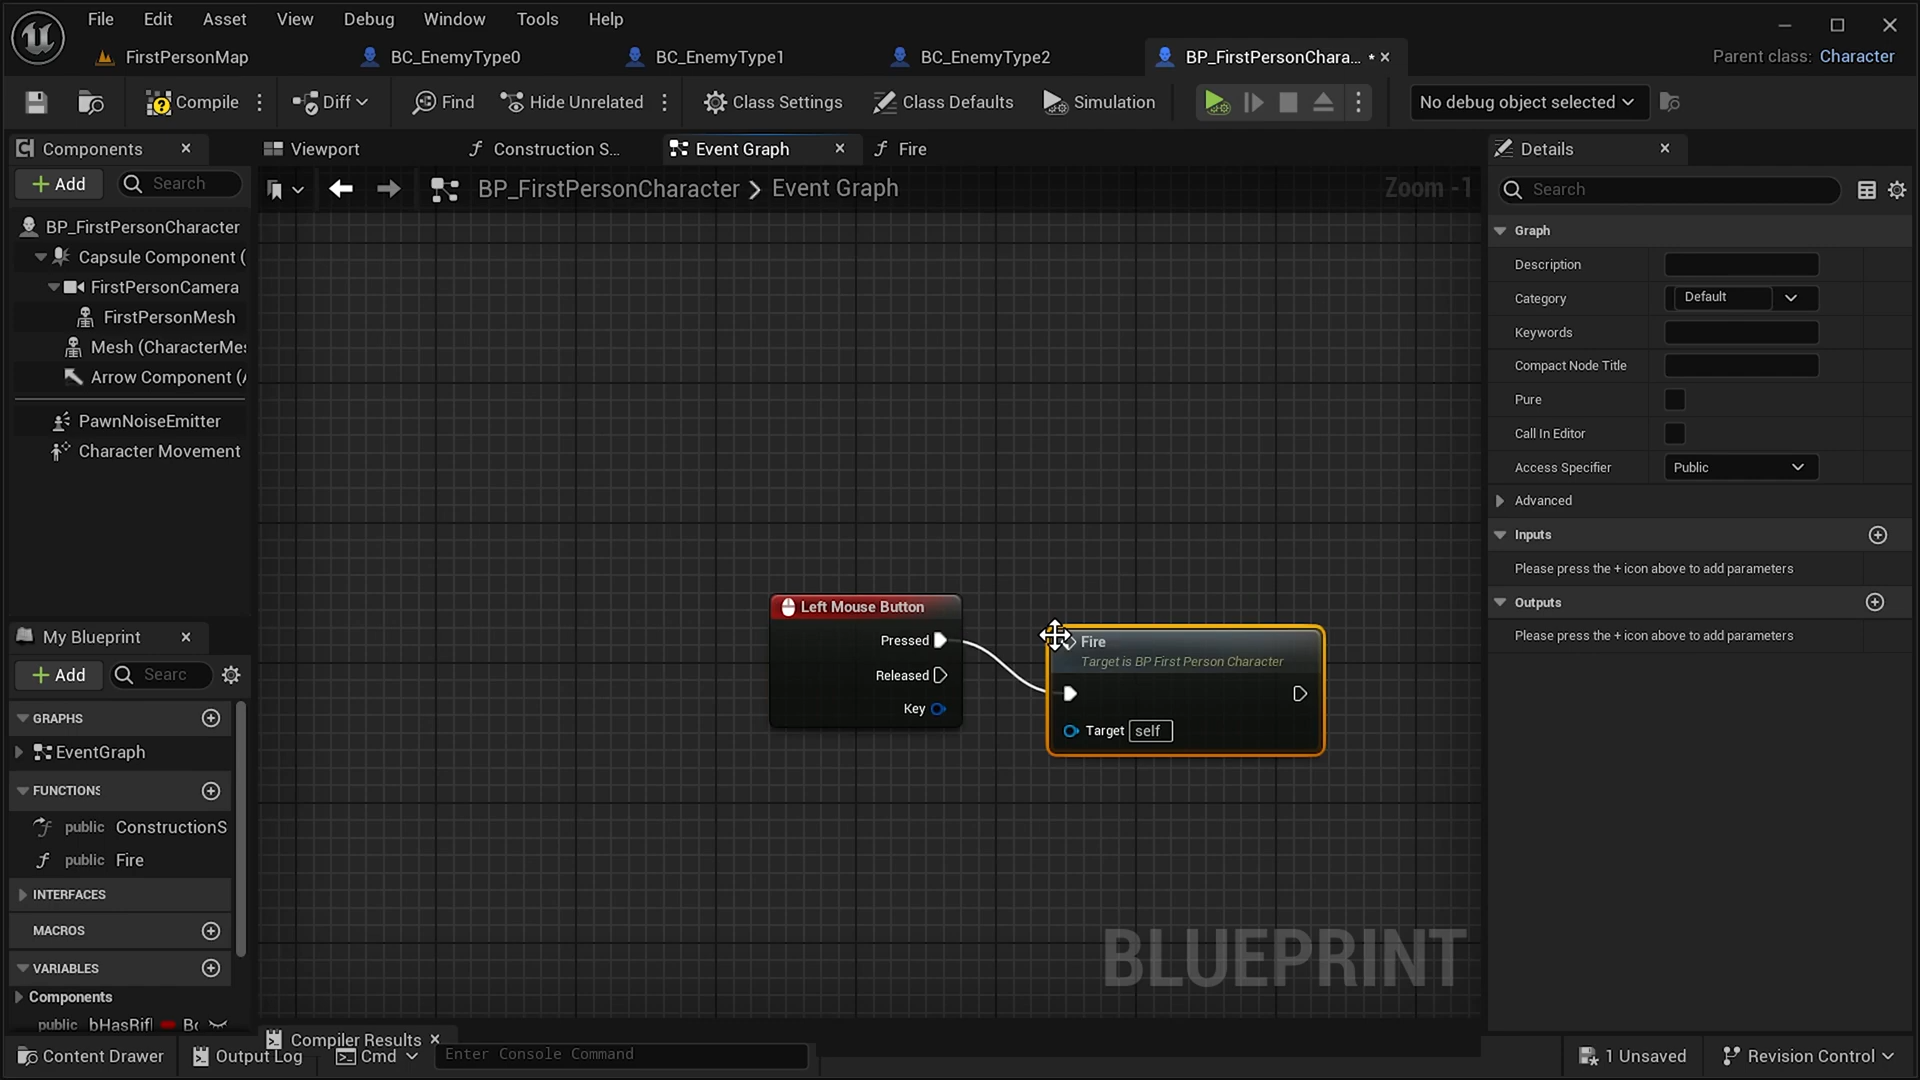 File Edit Asset View Debug Window Tools Help
FirstPersonMap BC_EnemyType0 BC_EnemyType1 BC_EnemyType2 BP_FirstPersonChara... • Parent class: Character
Compile Diff Find Hide Unrelated Class Settings Class Defaults Simulation No debug object selected
Components Viewport Construction S... Event Graph Fire Details
+ Add Search BP_FirstPersonCharacter > Event Graph Zoom -1 Search
BP_FirstPersonCharacter
Capsule Component (
FirstPersonCamera
FirstPersonMesh
Mesh (CharacterMes
Arrow Component (A
PawnNoiseEmitter
Character Movement
Graph
Description
Category Default
Keywords
Compact Node Title
Pure
Call In Editor
Access Specifier Public
Advanced
Inputs
Please press the + icon above to add parameters
Outputs
Please press the + icon above to add parameters
Left Mouse Button
Pressed
Released
Key
Fire
Target is BP First Person Character
Target self
My Blueprint
+ Add Searc
GRAPHS
EventGraph
FUNCTIONS
public ConstructionS
public Fire
INTERFACES
MACROS
VARIABLES
Components
public bHasRifl Bo
BLUEPRINT
Compiler Results
Content Drawer Output Log Cmd Enter Console Command 1 Unsaved Revision Control